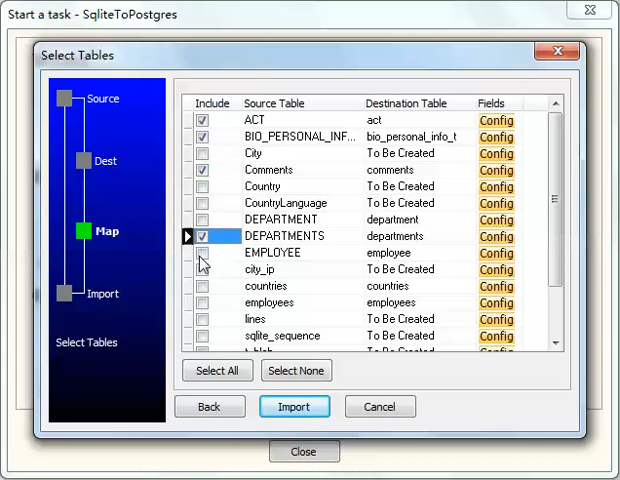 Start a task - SqliteToPostgres
Select Tables
Source
Dest
Map
Import
Select Tables
Include Source Table Destination Table Fields
ACT act Config
BIO_PERSONAL_INF... bio_personal_info_t Config
City To Be Created Config
Comments comments Config
Country To Be Created Config
CountryLanguage To Be Created Config
DEPARTMENT department Config
DEPARTMENTS departments Config
EMPLOYEE employee Config
city_ip To Be Created Config
countries countries Config
employees employees Config
lines To Be Created Config
sqlite_sequence To Be Created Config
Select All Select None
Back Import Cancel
Close